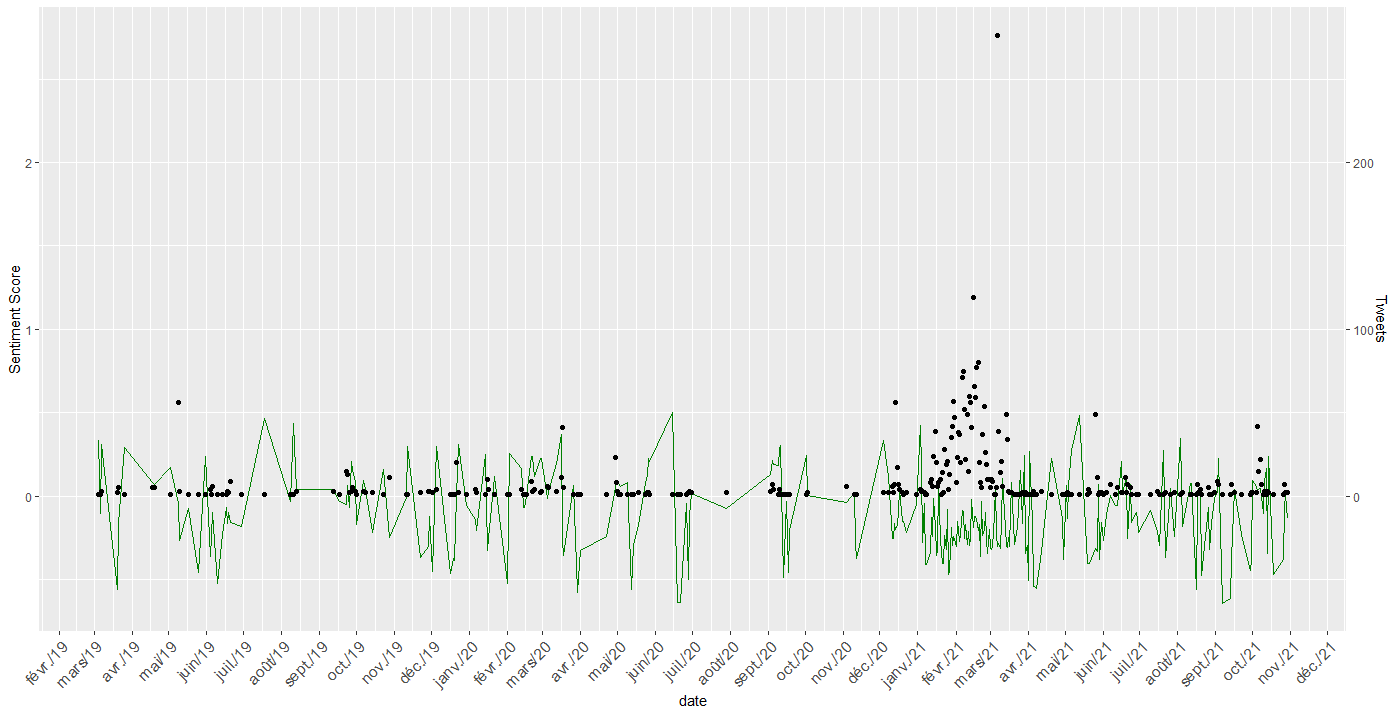 Sentiment Score
2
1
0
200
100
0
Tweets
févr./19
mars/19
avr./19
mai/19
juin/19
juil./19
août/19
sept./19
oct./19
nov./19
déc./19
janv./20
févr./20
mars/20
avr./20
mai/20
juin/20
juil./20
août/20
sept./20
oct./20
nov./20
déc./20
janv./21
févr./21
mars/21
avr./21
mai/21
juin/21
juil./21
août/21
sept./21
oct./21
nov./21
déc./21
date